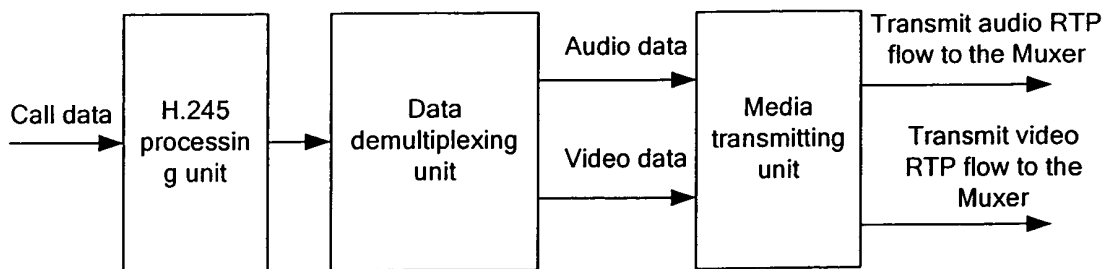 Call data
H.245
processin
g unit
Data
demultiplexing
unit
Audio data
Video data
Media
transmitting
unit
Transmit audio RTP
flow to the Muxer
Transmit video
RTP flow to the
Muxer